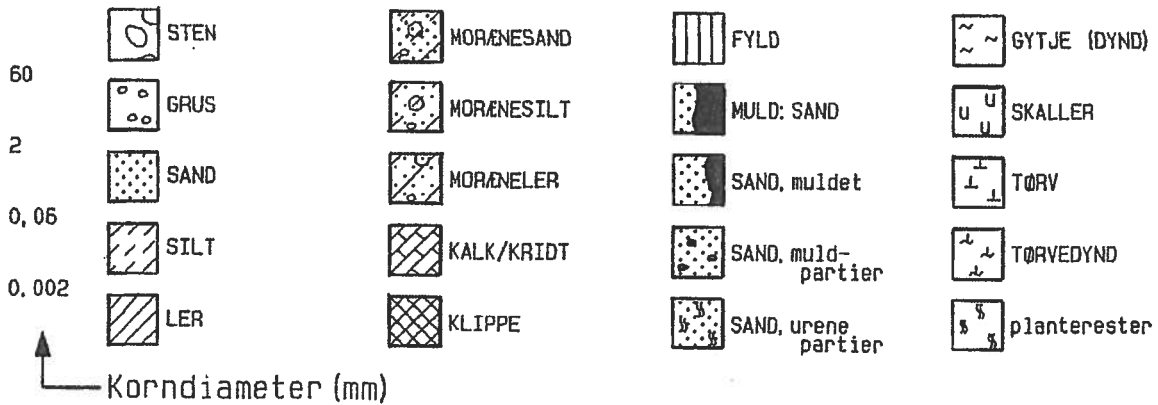 STEN
60
GRUS
2
SAND
0,06
SILT
0,002
LER
Korndiameter (mm)
MORÆNESAND
MORÆNESILT
MORÆNELER
KALK/KRIDT
KLIPPE
FYLD
MULD: SAND
SAND, muldet
SAND, muld-
partier
SAND, urene
partier
GYTJE (DYND)
SKALLER
TØRV
TØRVEDYND
planterester